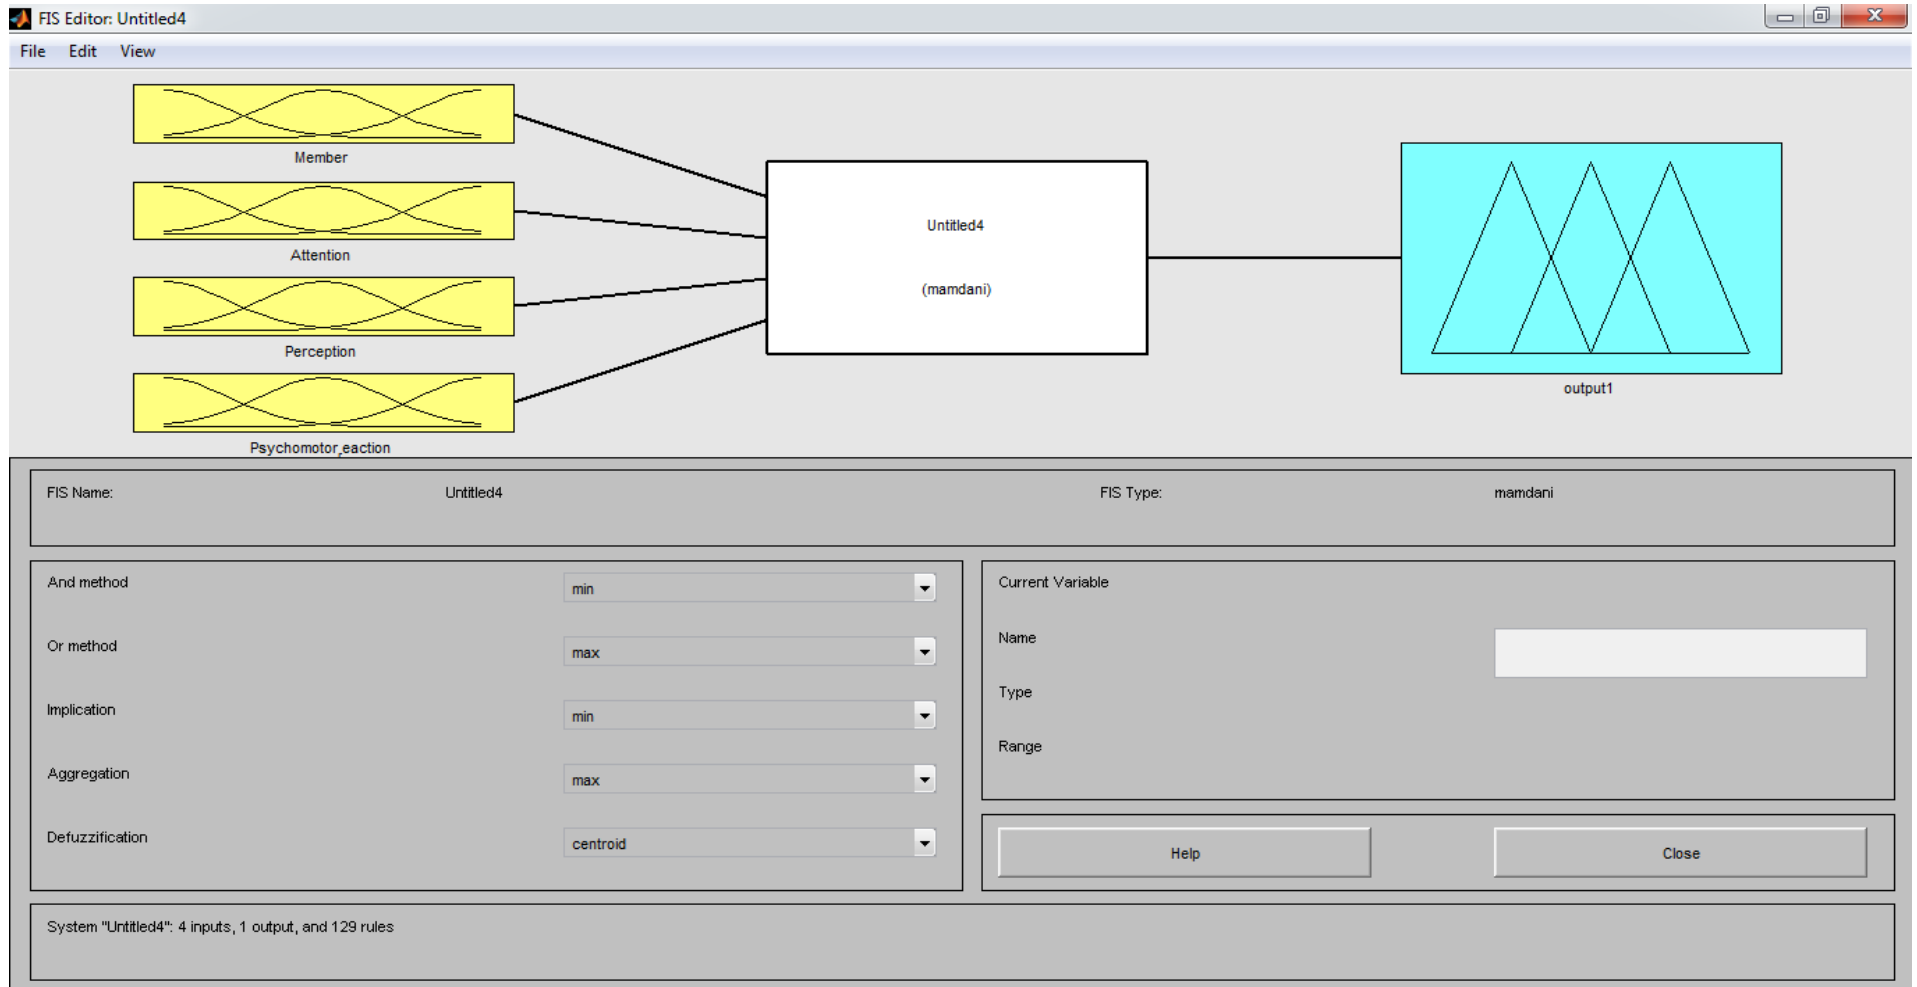 FIS Editor: Untitled4
File Edit View
Member
Attention
Perception
Psychomotor,eaction
Untitled4
(mamdani)
output1
FIS Name: Untitled4 FIS Type: mamdani
And method min
Or method max
Implication min
Aggregation max
Defuzzification centroid
Current Variable
Name
Type
Range
Help Close
System "Untitled4": 4 inputs, 1 output, and 129 rules